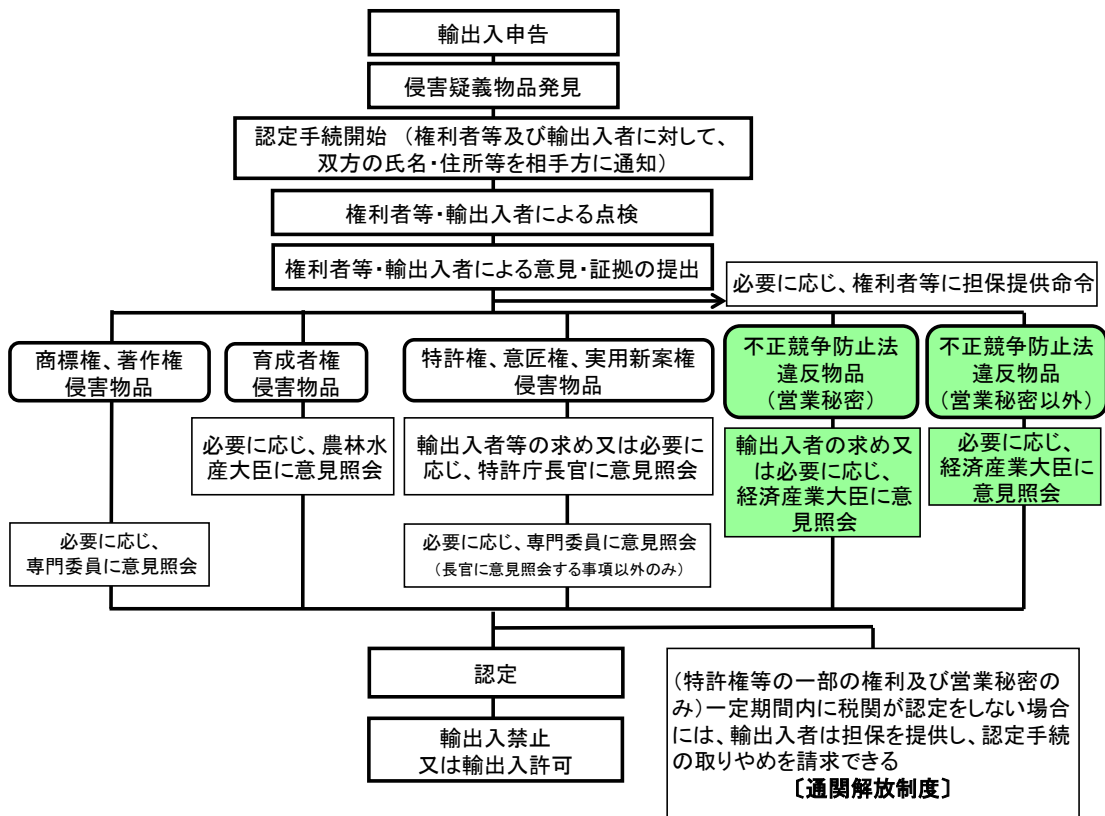 輸出入申告
侵害疑義物品発見
認定手続開始 （権利者等及び輸出入者に対して、
双方の氏名・住所等を相手方に通知）
権利者等・輸出入者による点検
権利者等・輸出入者による意見・証拠の提出
必要に応じ、権利者等に担保提供命令
商標権、著作権
侵害物品
育成者権
侵害物品
特許権、意匠権、実用新案権
侵害物品
不正競争防止法
違反物品
（営業秘密）
不正競争防止法
違反物品
（営業秘密以外）
必要に応じ、農林水
産大臣に意見照会
輸出入者等の求め又は必要に
応じ、特許庁長官に意見照会
輸出入者の求め又
は必要に応じ、
経済産業大臣に意
見照会
必要に応じ、
経済産業大臣に
意見照会
必要に応じ、
専門委員に意見照会
必要に応じ、専門委員に意見照会
（長官に意見照会する事項以外のみ）
認定
輸出入禁止
又は輸出入許可
（特許権等の一部の権利及び営業秘密の
み）一定期間内に税関が認定をしない場合
には、輸出入者は担保を提供し、認定手続
の取りやめを請求できる
〔通関解放制度〕